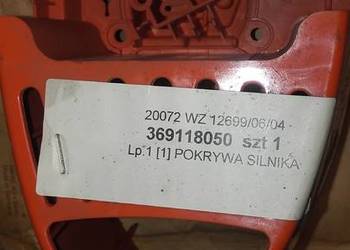 20072 WZ 12699/06/04
369118050 szt 1
Lp.1 [1] POKRYWA SILNIKA